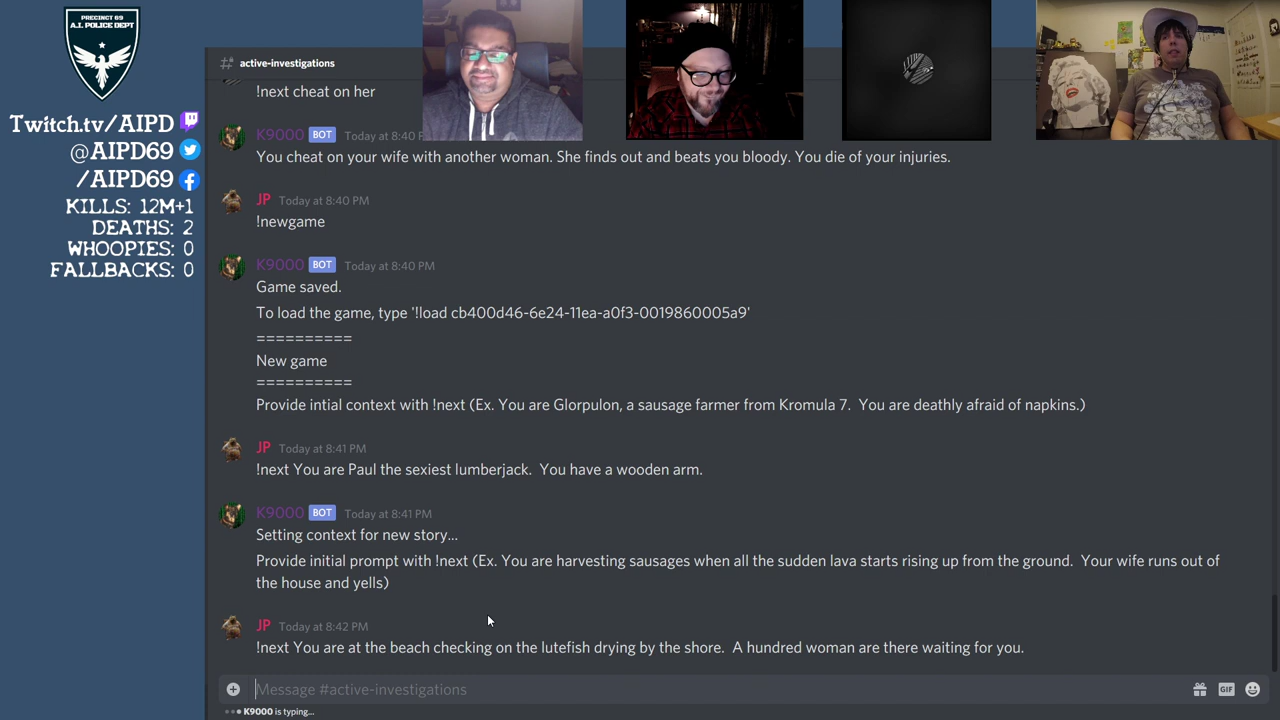 PRECINCT 69
A.I. POLICE DEPT
Twitch.tv/AIPD
@AIPD69
/AIPD69
KILLS: 12M+1
DEATHS: 2
WHOOPIES: 0
FALLBACKS: 0
# active-investigations
!next cheat on her
K9000 BOT Today at 8:40 P
You cheat on your wife with another woman. She finds out and beats you bloody. You die of your injuries.
JP Today at 8:40 PM
!newgame
K9000 BOT Today at 8:40 PM
Game saved.
To load the game, type '!load cb400d46-6e24-11ea-a0f3-0019860005a9'
==========
New game
==========
Provide intial context with !next (Ex. You are Glorpulon, a sausage farmer from Kromula 7.  You are deathly afraid of napkins.)
JP Today at 8:41 PM
!next You are Paul the sexiest lumberjack.  You have a wooden arm.
K9000 BOT Today at 8:41 PM
Setting context for new story...
Provide initial prompt with !next (Ex. You are harvesting sausages when all the sudden lava starts rising up from the ground.  Your wife runs out of
the house and yells)
JP Today at 8:42 PM
!next You are at the beach checking on the lutefish drying by the shore.  A hundred woman are there waiting for you.
Message #active-investigations
GIF
K9000 is typing...